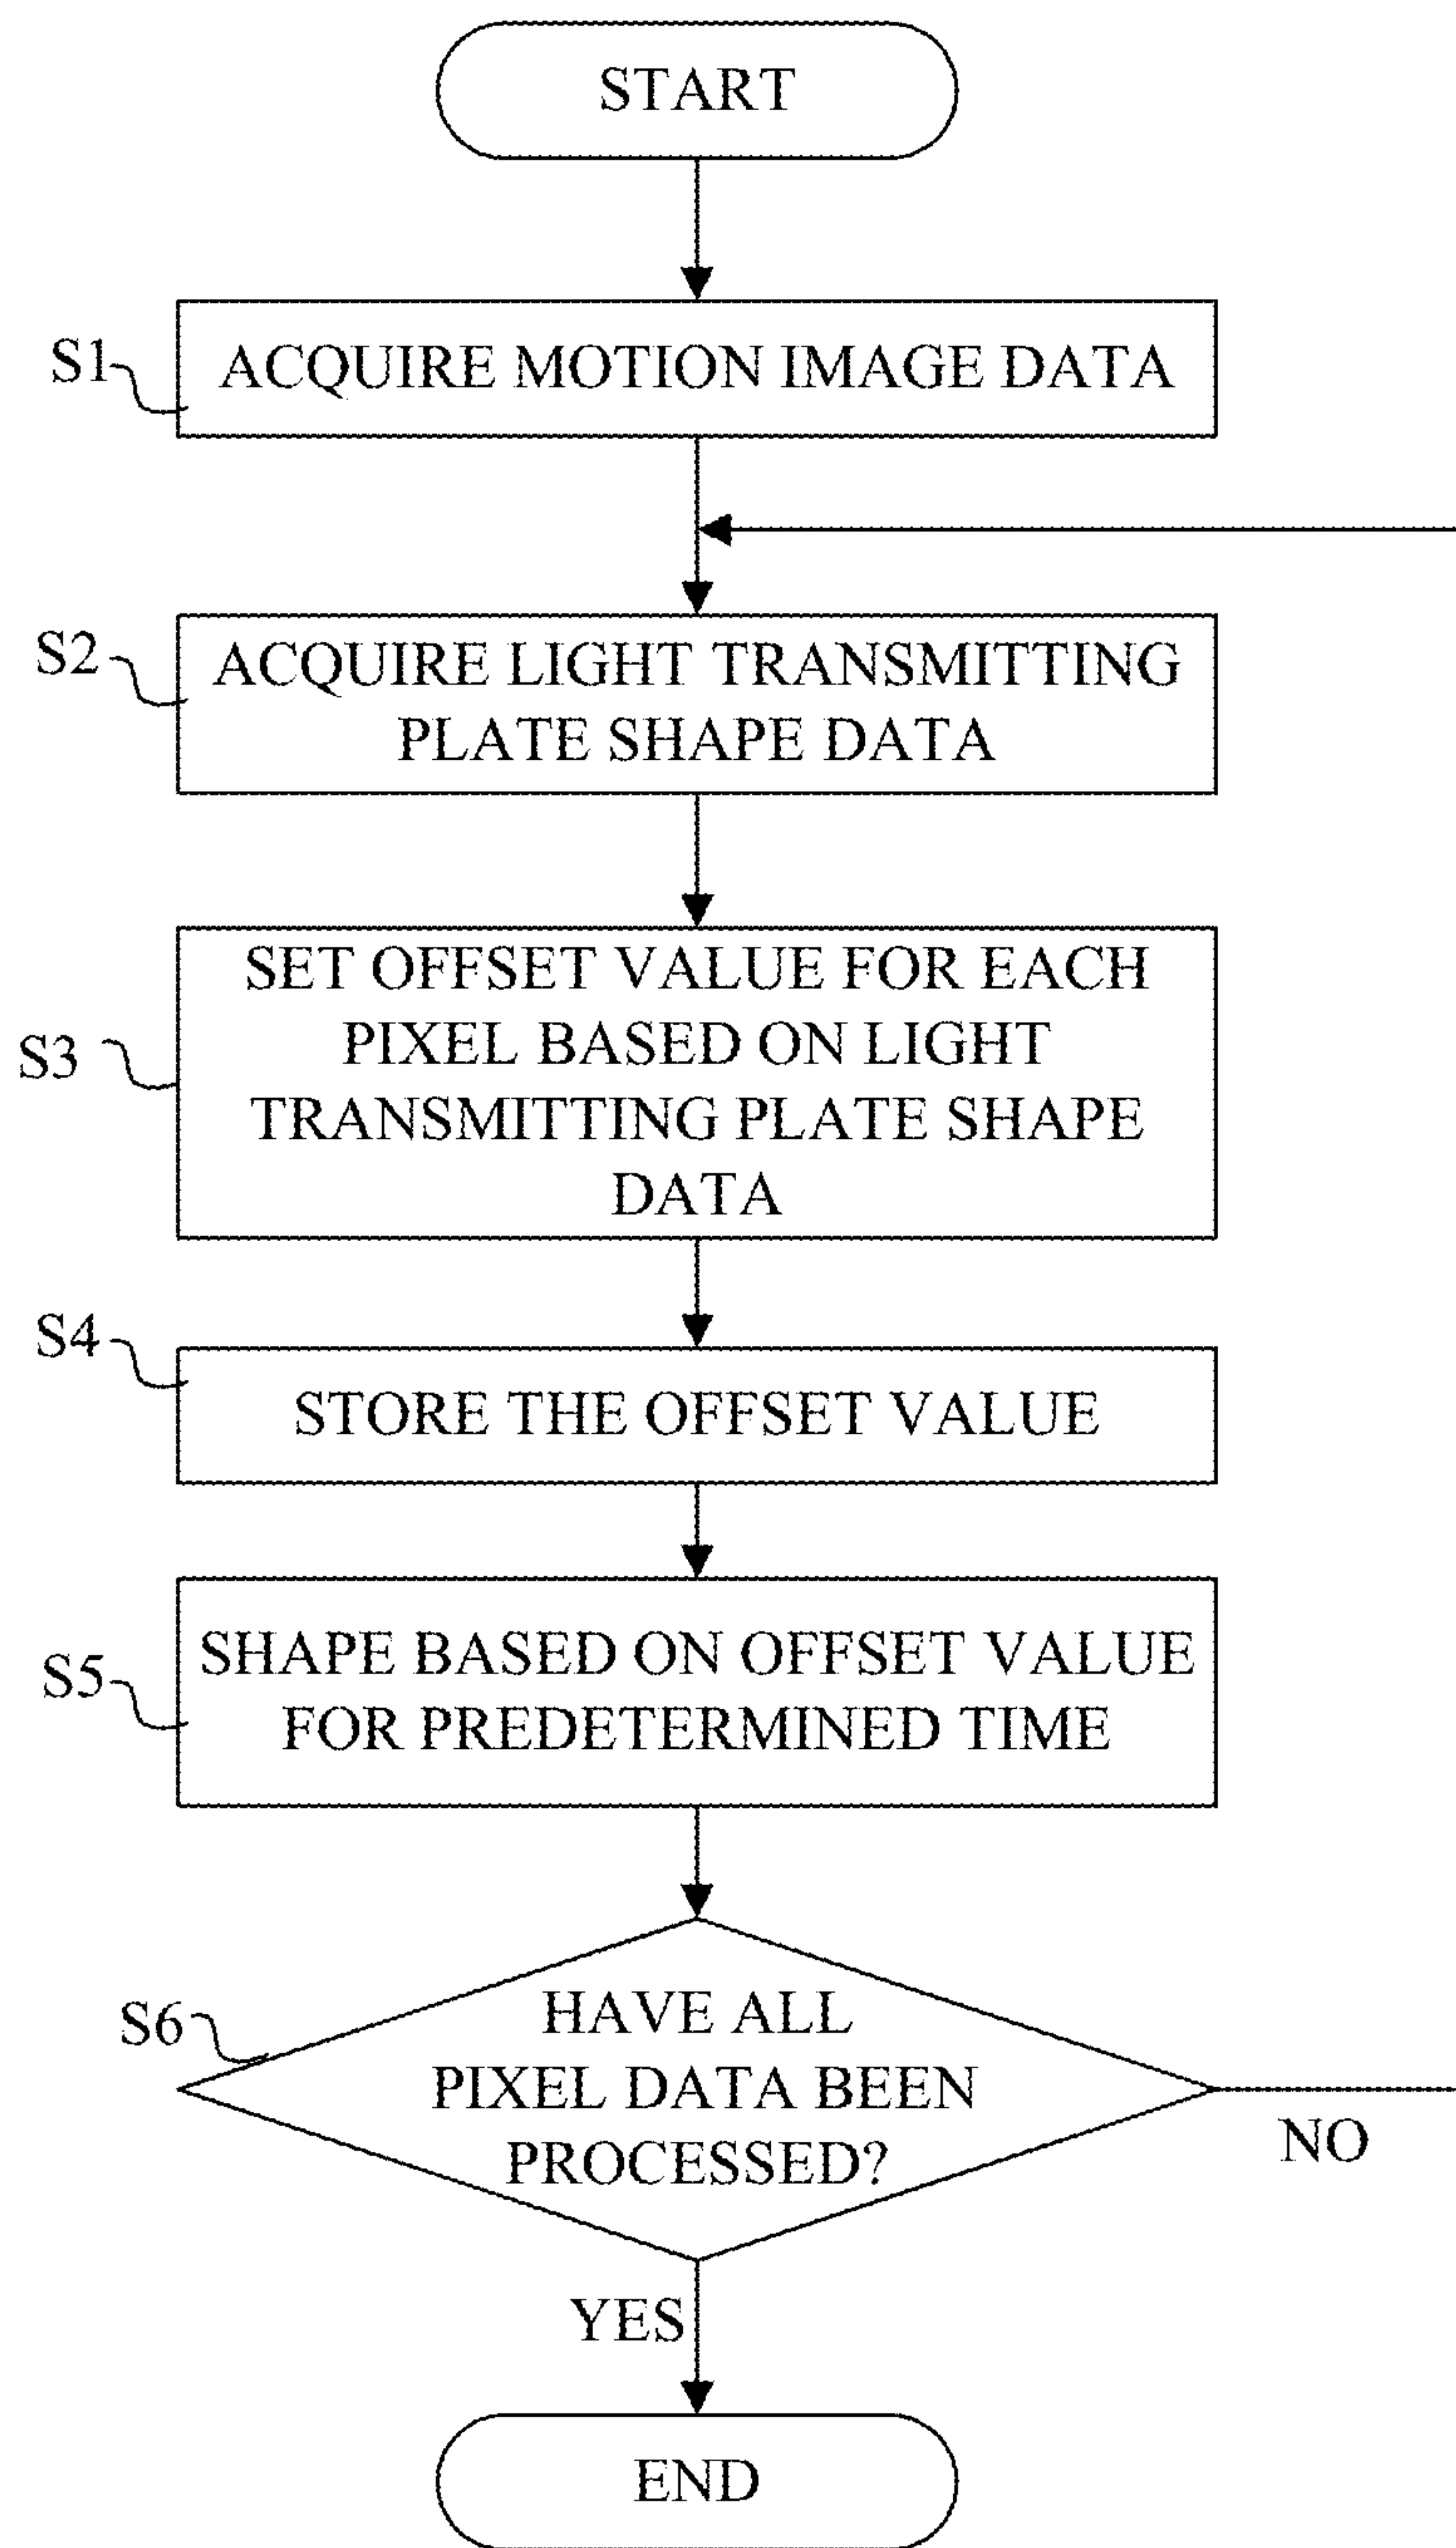 START
S1
ACQUIRE MOTION IMAGE DATA
S2
ACQUIRE LIGHT TRANSMITTING
PLATE SHAPE DATA
S3
SET OFFSET VALUE FOR EACH
PIXEL BASED ON LIGHT
TRANSMITTING PLATE SHAPE
DATA
S4
STORE THE OFFSET VALUE
S5
SHAPE BASED ON OFFSET VALUE
FOR PREDETERMINED TIME
S6
HAVE ALL
PIXEL DATA BEEN
PROCESSED?
NO
YES
END